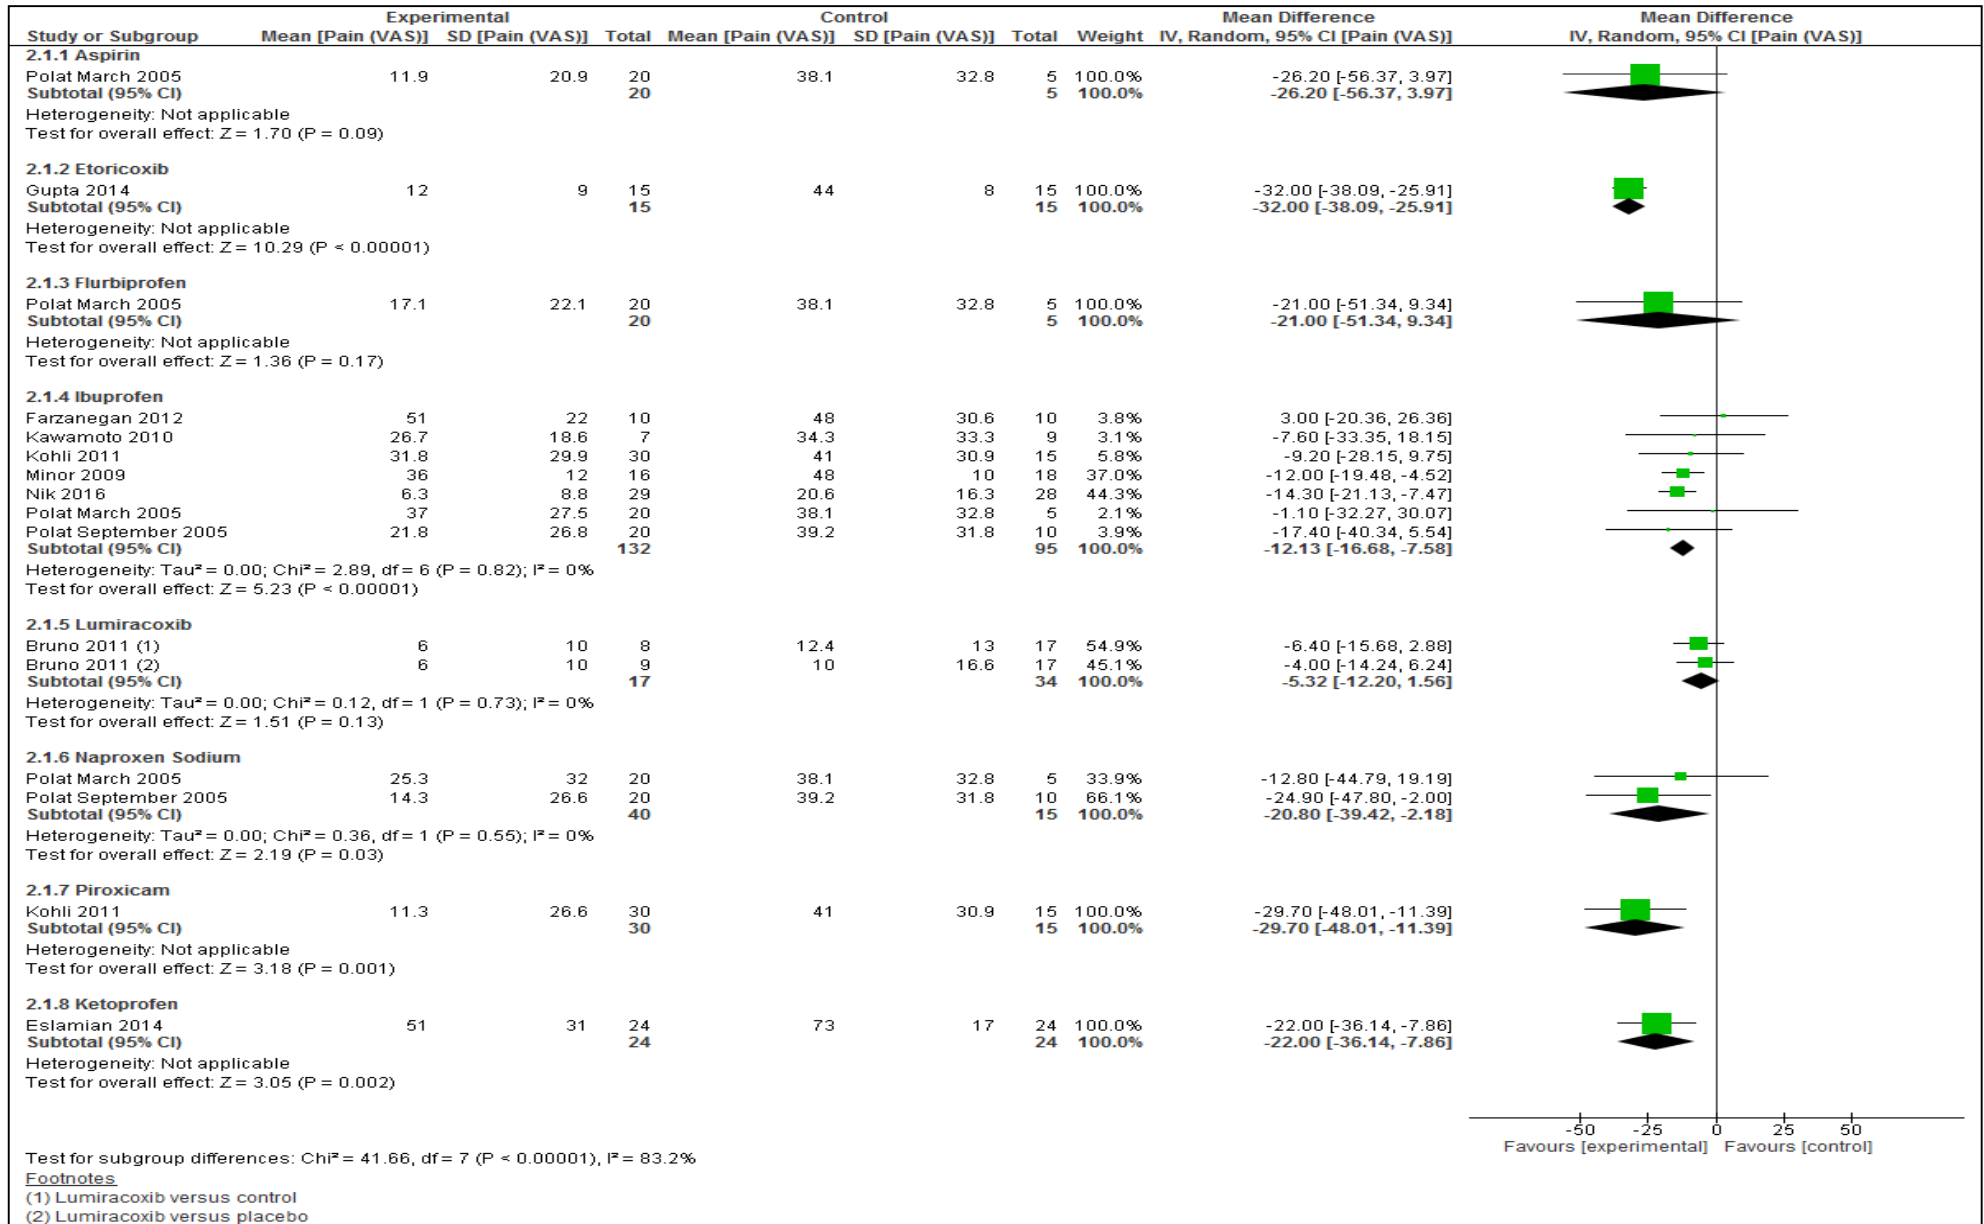 Experimental Control Mean Difference Mean Difference
Study or Subgroup Mean [Pain (VAS)] SD [Pain (VAS)] Total Mean [Pain (VAS)] SD [Pain (VAS)] Total Weight IV, Random, 95% CI [Pain (VAS)] IV, Random, 95% CI [Pain (VAS)]
2.1.1 Aspirin
Polat March 2005 11.9 20.9 20 38.1 32.8 5 100.0% -26.20 [-56.37, 3.97]
Subtotal (95% CI) 20 5 100.0% -26.20 [-56.37, 3.97]
Heterogeneity: Not applicable
Test for overall effect: Z = 1.70 (P = 0.09)
2.1.2 Etoricoxib
Gupta 2014 12 9 15 44 8 15 100.0% -32.00 [-38.09, -25.91]
Subtotal (95% CI) 15 15 100.0% -32.00 [-38.09, -25.91]
Heterogeneity: Not applicable
Test for overall effect: Z = 10.29 (P < 0.00001)
2.1.3 Flurbiprofen
Polat March 2005 17.1 22.1 20 38.1 32.8 5 100.0% -21.00 [-51.34, 9.34]
Subtotal (95% CI) 20 5 100.0% -21.00 [-51.34, 9.34]
Heterogeneity: Not applicable
Test for overall effect: Z = 1.36 (P = 0.17)
2.1.4 Ibuprofen
Farzanegan 2012 51 22 10 48 30.6 10 3.8% 3.00 [-20.36, 26.36]
Kawamoto 2010 26.7 18.6 7 34.3 33.3 9 3.1% -7.60 [-33.35, 18.15]
Kohli 2011 31.8 29.9 30 41 30.9 15 5.8% -9.20 [-28.15, 9.75]
Minor 2009 36 12 16 48 10 18 37.0% -12.00 [-19.48, -4.52]
Nik 2016 6.3 8.8 29 20.6 16.3 28 44.3% -14.30 [-21.13, -7.47]
Polat March 2005 37 27.5 20 38.1 32.8 5 2.1% -1.10 [-32.27, 30.07]
Polat September 2005 21.8 26.8 20 39.2 31.8 10 3.9% -17.40 [-40.34, 5.54]
Subtotal (95% CI) 132 95 100.0% -12.13 [-16.68, -7.58]
Heterogeneity: Tau² = 0.00; Chi² = 2.89, df = 6 (P = 0.82); I² = 0%
Test for overall effect: Z = 5.23 (P < 0.00001)
2.1.5 Lumiracoxib
Bruno 2011 (1) 6 10 8 12.4 13 17 54.9% -6.40 [-15.68, 2.88]
Bruno 2011 (2) 6 10 9 10 16.6 17 45.1% -4.00 [-14.24, 6.24]
Subtotal (95% CI) 17 34 100.0% -5.32 [-12.20, 1.56]
Heterogeneity: Tau² = 0.00; Chi² = 0.12, df = 1 (P = 0.73); I² = 0%
Test for overall effect: Z = 1.51 (P = 0.13)
2.1.6 Naproxen Sodium
Polat March 2005 25.3 32 20 38.1 32.8 5 33.9% -12.80 [-44.79, 19.19]
Polat September 2005 14.3 26.6 20 39.2 31.8 10 66.1% -24.90 [-47.80, -2.00]
Subtotal (95% CI) 40 15 100.0% -20.80 [-39.42, -2.18]
Heterogeneity: Tau² = 0.00; Chi² = 0.36, df = 1 (P = 0.55); I² = 0%
Test for overall effect: Z = 2.19 (P = 0.03)
2.1.7 Piroxicam
Kohli 2011 11.3 26.6 30 41 30.9 15 100.0% -29.70 [-48.01, -11.39]
Subtotal (95% CI) 30 15 100.0% -29.70 [-48.01, -11.39]
Heterogeneity: Not applicable
Test for overall effect: Z = 3.18 (P = 0.001)
2.1.8 Ketoprofen
Eslamian 2014 51 31 24 73 17 24 100.0% -22.00 [-36.14, -7.86]
Subtotal (95% CI) 24 24 100.0% -22.00 [-36.14, -7.86]
Heterogeneity: Not applicable
Test for overall effect: Z = 3.05 (P = 0.002)
-50 -25 0 25 50
Favours [experimental] Favours [control]
Test for subgroup differences: Chi² = 41.66, df = 7 (P < 0.00001), I² = 83.2%
Footnotes
(1) Lumiracoxib versus control
(2) Lumiracoxib versus placebo